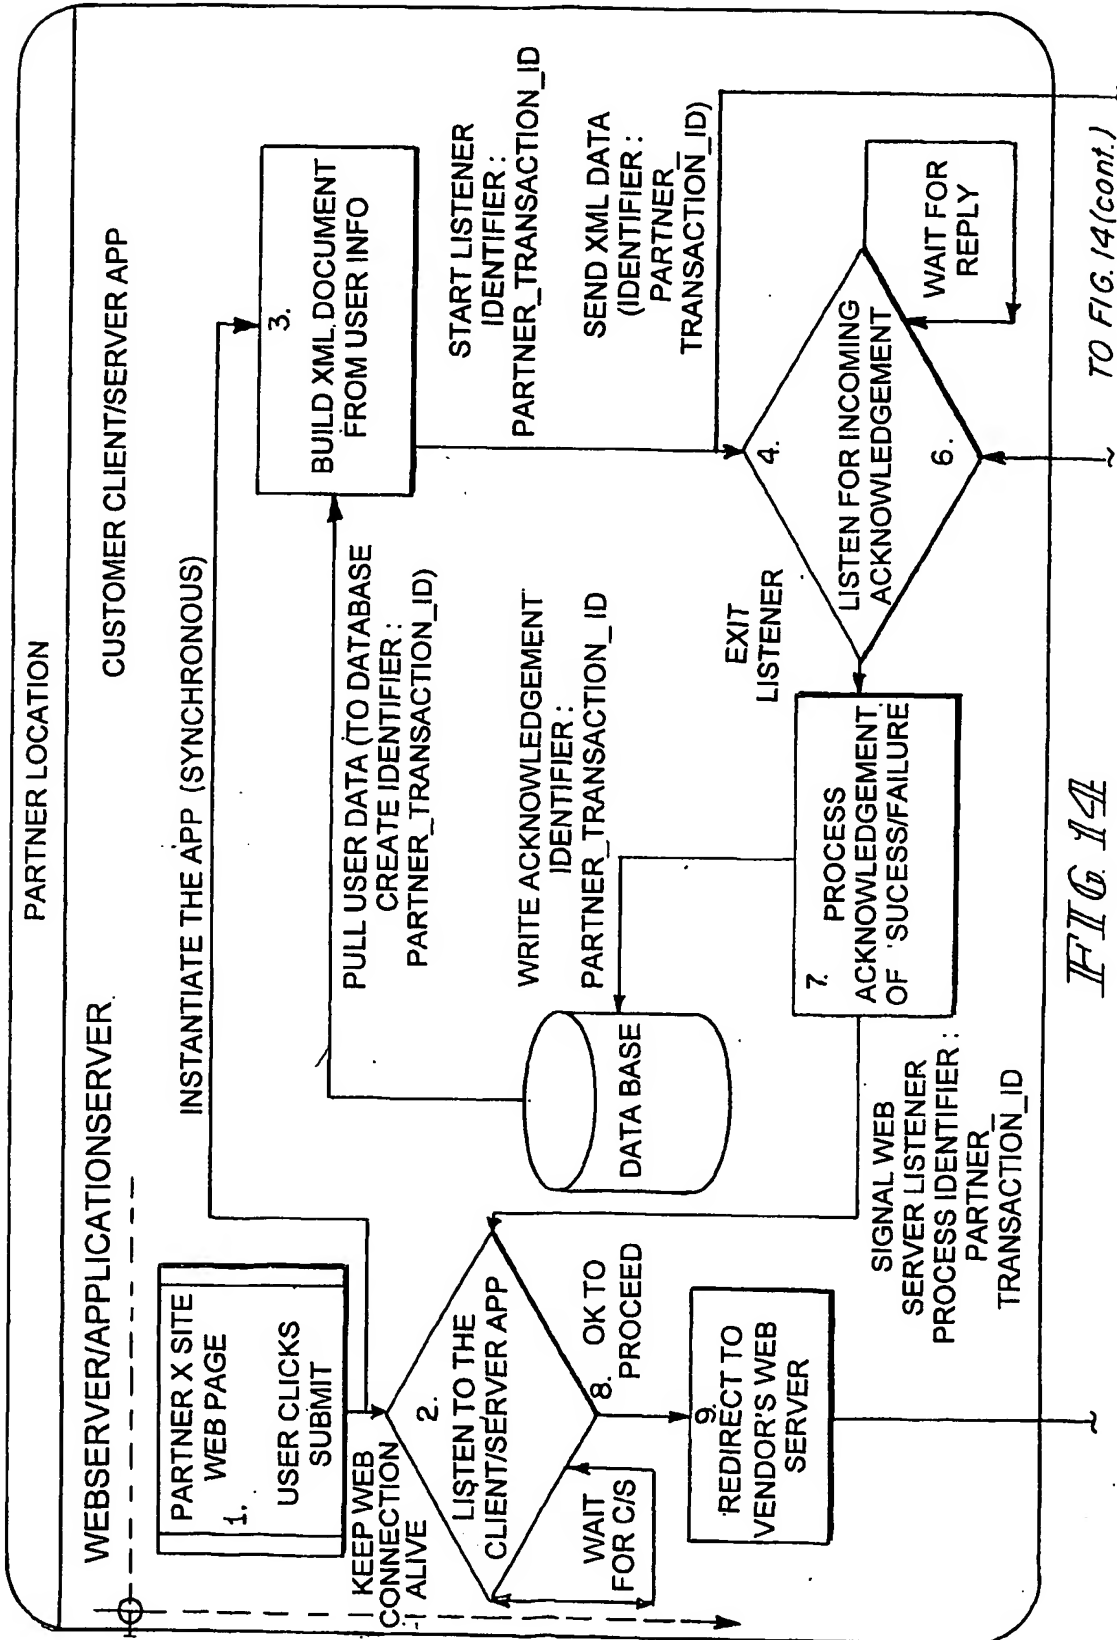 PARTNER LOCATION
WEBSERVER/APPLICATIONSERVER
CUSTOMER CLIENT/SERVER APP
INSTANTIATE THE APP (SYNCHRONOUS)
PARTNER X SITE
WEB PAGE
1.
USER CLICKS
SUBMIT
KEEP WEB
CONNECTION
ALIVE
2.
LISTEN TO THE
CLIENT/SERVER APP
WAIT
FOR C/S
8. OK TO
PROCEED
9.
REDIRECT TO
VENDOR'S WEB
SERVER
PULL USER DATA (TO DATABASE
CREATE IDENTIFIER:
PARTNER_TRANSACTION_ID)
3.
BUILD XML DOCUMENT
FROM USER INFO
START LISTENER
IDENTIFIER:
PARTNER_TRANSACTION_ID
SEND XML DATA
(IDENTIFIER:
PARTNER_
TRANSACTION_ID)
DATA BASE
WRITE ACKNOWLEDGEMENT
IDENTIFIER:
PARTNER_TRANSACTION_ID
EXIT
LISTENER
4.
LISTEN FOR INCOMING
ACKNOWLEDGEMENT
6.
WAIT FOR
REPLY
7. PROCESS
ACKNOWLEDGEMENT
OF SUCESS/FAILURE
SIGNAL WEB
SERVER LISTENER
PROCESS IDENTIFIER:
PARTNER_
TRANSACTION_ID
FIG. 14
TO FIG. 14 (cont.)